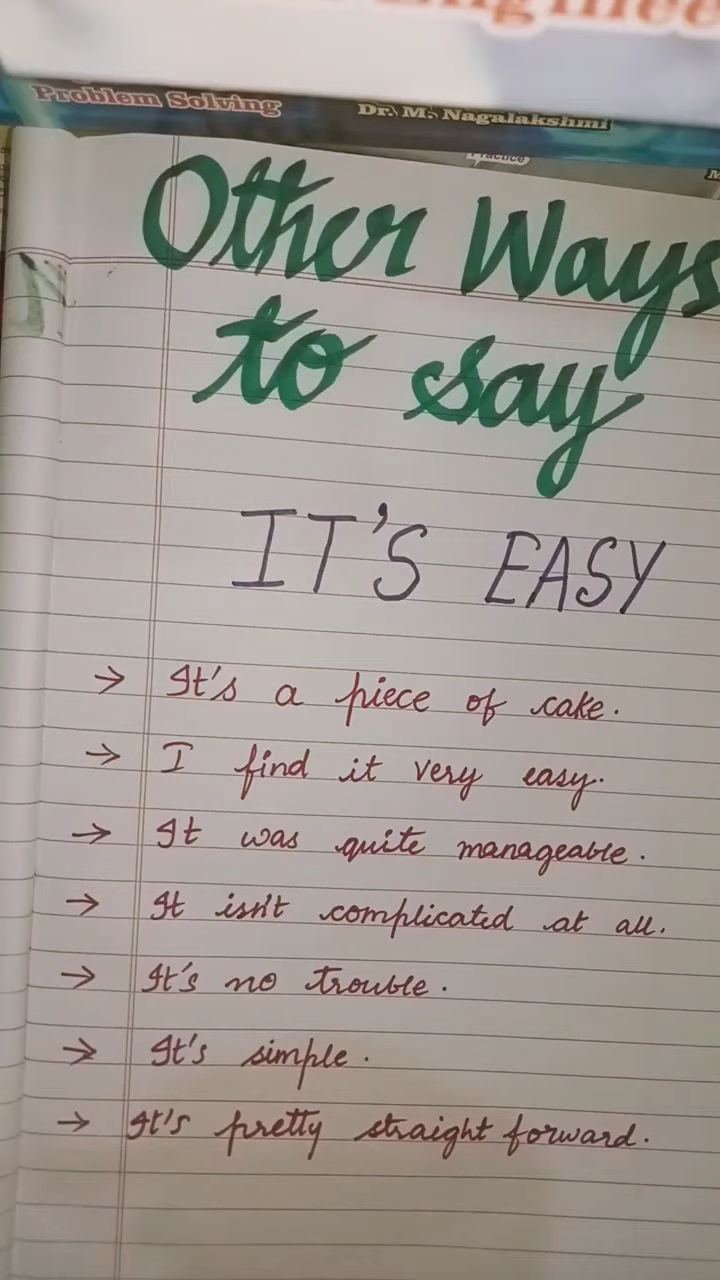 Problem Solving Dr. M. Nagalakshmi
Practice
Other Ways
to say
IT'S EASY
→ It's a piece of cake.
→ I find it very easy.
→ It was quite manageable.
→ It isn't complicated at all.
→ It's no trouble.
→ It's simple.
→ It's pretty straight forward.